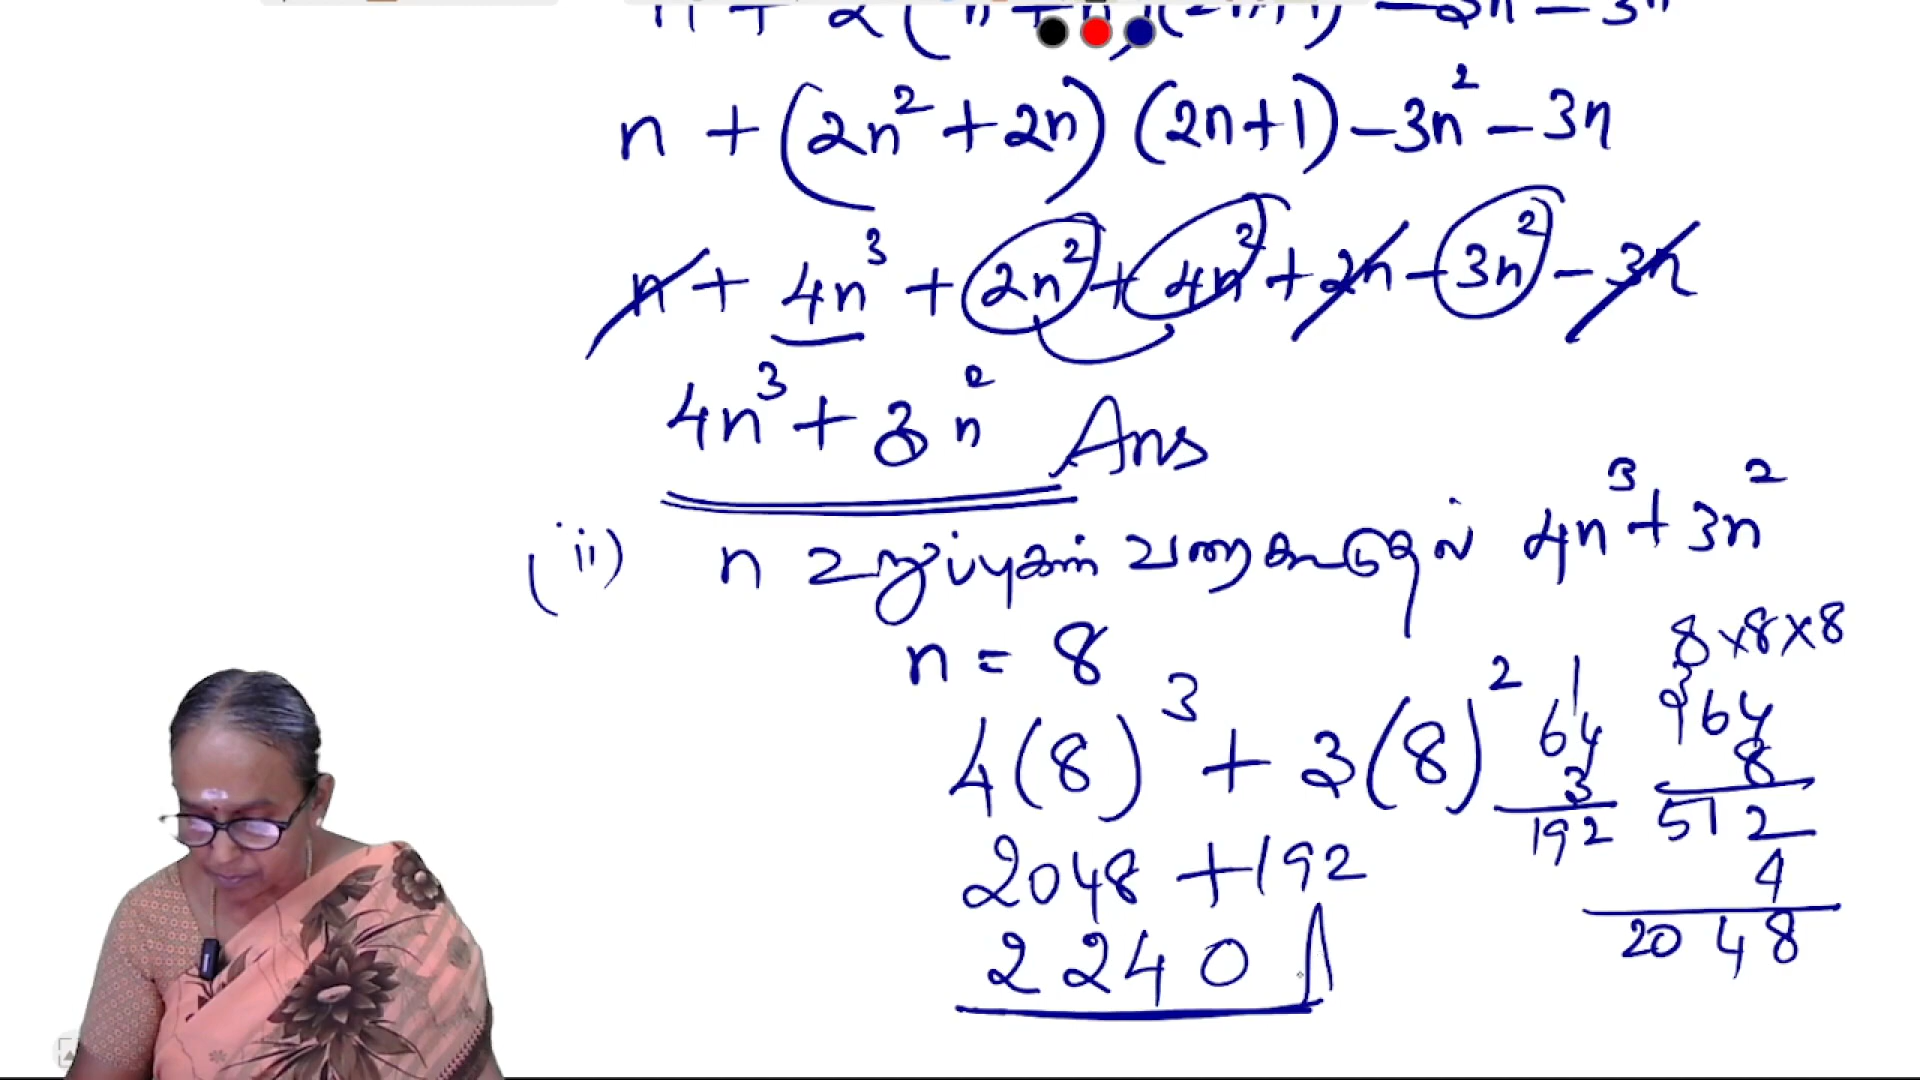 n + (2n² + 2n) (2n+1) – 3n² – 3n
n + 4n³ + 2n² + 4n² + 2n – 3n² – 3n
4n³ + 3n² Ans
(ii) n உறுப்புகளின் வரை கூடுதல் 4n³ + 3n²
n = 8
8×8×8
4(8)³ + 3(8)²
64
3
192
64
8
512
4
2048
2048 + 192
2240